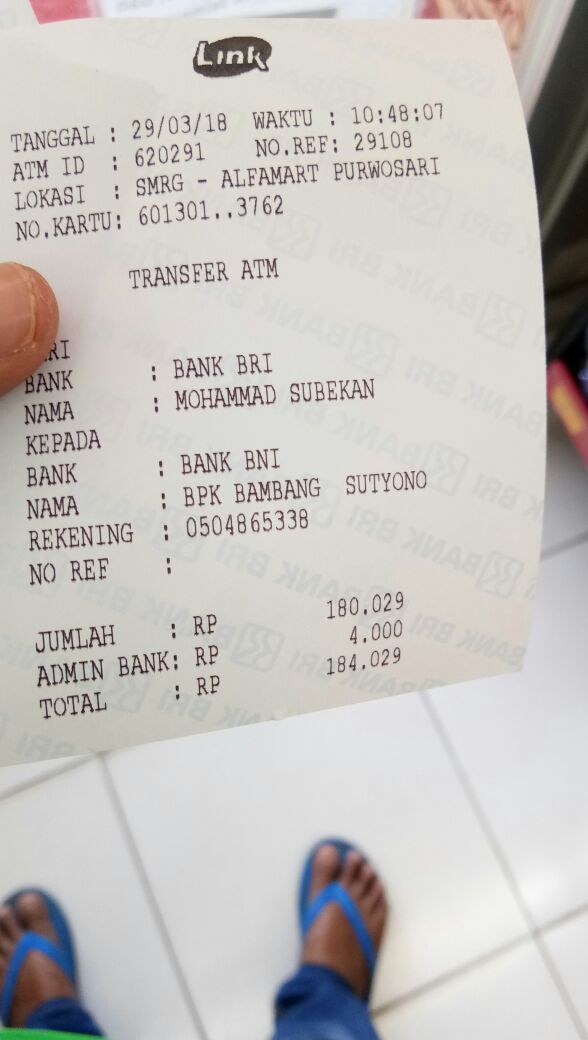 Link
TANGGAL : 29/03/18 WAKTU : 10:48:07
ATM ID : 620291 NO.REF: 29108
LOKASI : SMRG - ALFAMART PURWOSARI
NO.KARTU: 601301..3762
TRANSFER ATM
BANK : BANK BRI
NAMA : MOHAMMAD SUBEKAN
KEPADA
BANK : BANK BNI
NAMA : BPK BAMBANG SUTYONO
REKENING : 0504865338
NO REF :
JUMLAH : RP 180.029
ADMIN BANK: RP 4.000
TOTAL : RP 184.029